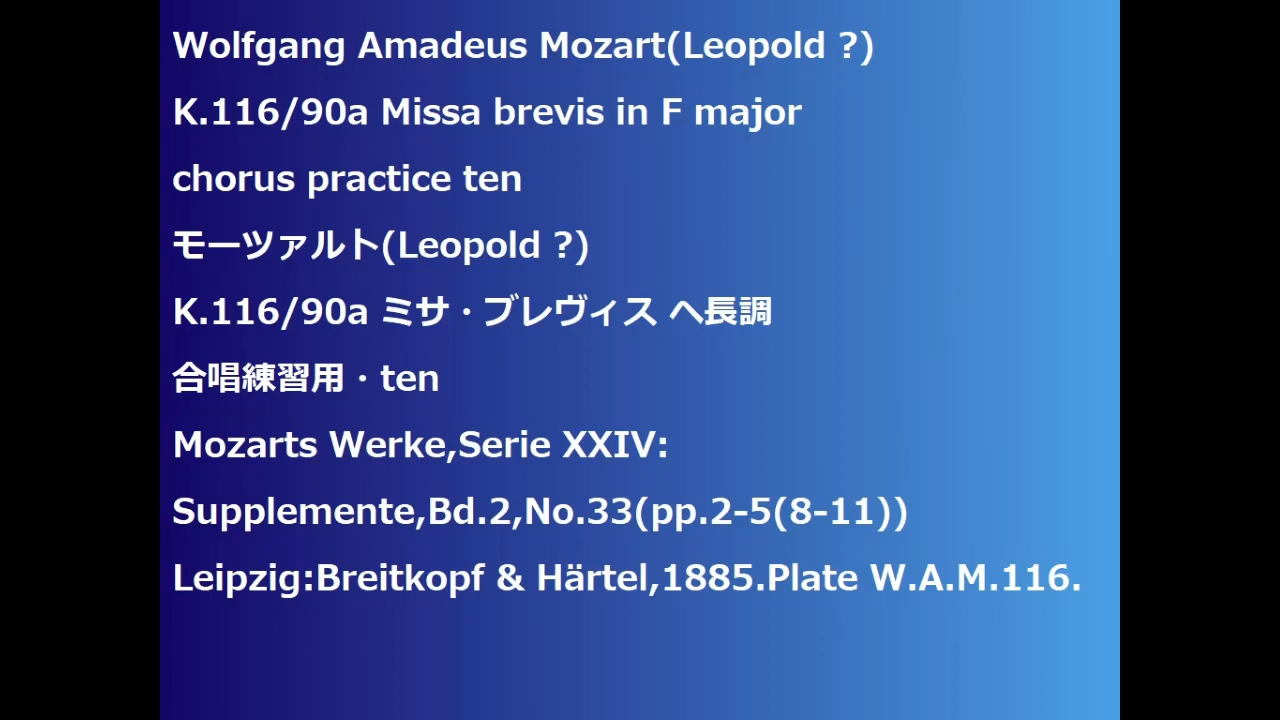 Wolfgang Amadeus Mozart(Leopold ?)
K.116/90a Missa brevis in F major
chorus practice ten
モーツァルト(Leopold ?)
K.116/90a ミサ・ブレヴィス ヘ長調
合唱練習用・ten
Mozarts Werke,Serie XXIV:
Supplemente,Bd.2,No.33(pp.2-5(8-11))
Leipzig:Breitkopf & Härtel,1885.Plate W.A.M.116.